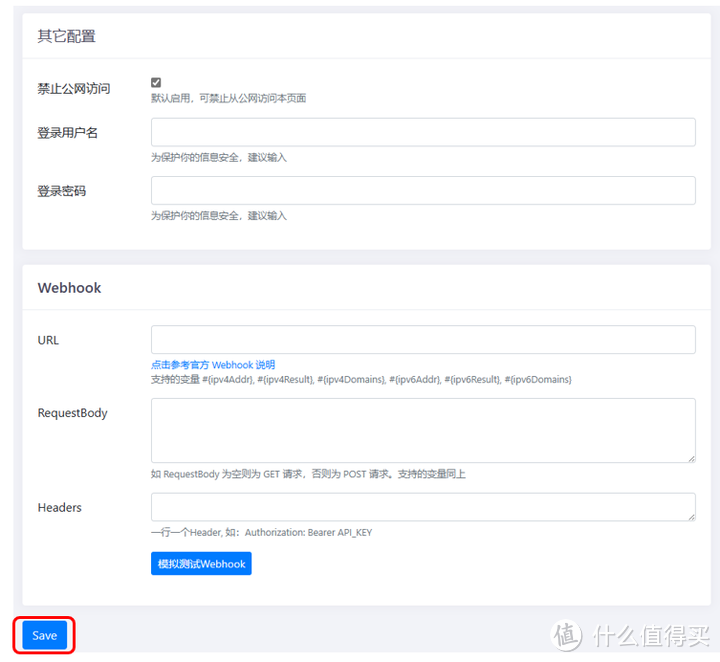 其它配置
禁止公网访问
默认启用，可禁止从公网访问本页面
登录用户名
为保护你的信息安全，建议输入
登录密码
为保护你的信息安全，建议输入
Webhook
URL
点击参考官方 Webhook 说明
支持的变量 #{ipv4Addr}, #{ipv4Result}, #{ipv4Domains}, #{ipv6Addr}, #{ipv6Result}, #{ipv6Domains}
RequestBody
如 RequestBody 为空则为 GET 请求，否则为 POST 请求。支持的变量同上
Headers
一行一个Header, 如：Authorization: Bearer API_KEY
模拟测试Webhook
Save
值 什么值得买